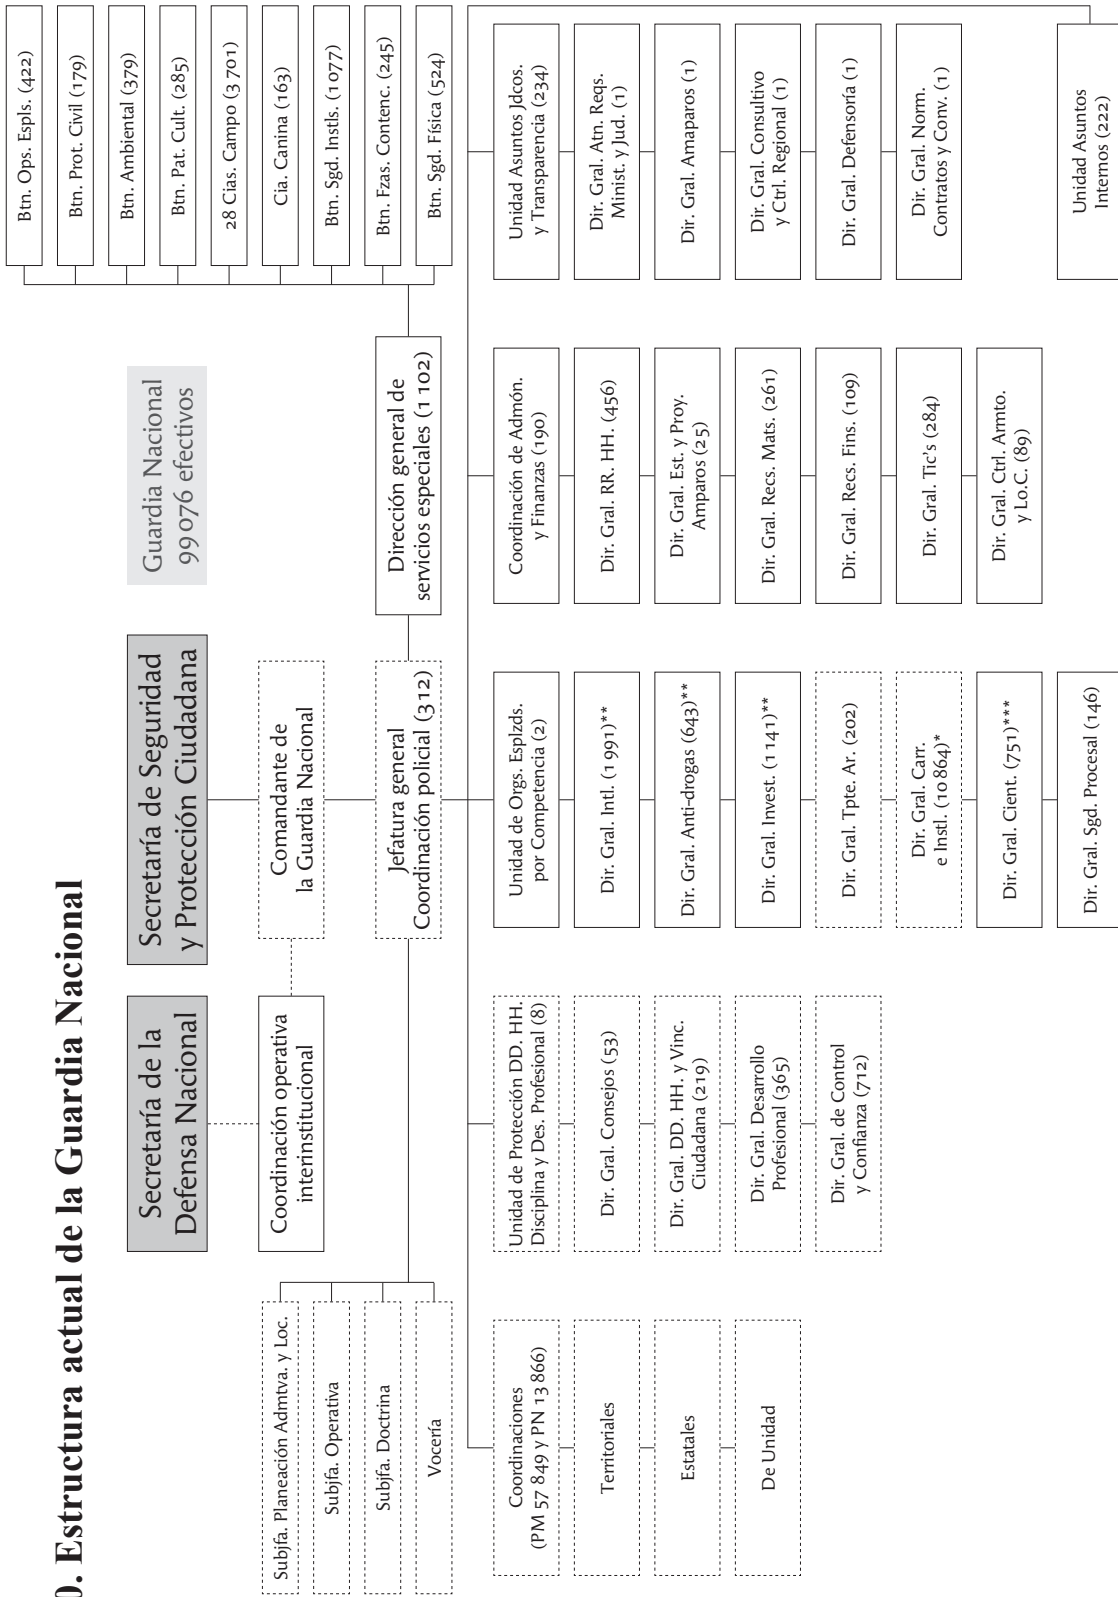 0. Estructura actual de la Guardia Nacional
Secretaría de la
Defensa Nacional
Secretaría de Seguridad
y Protección Ciudadana
Guardia Nacional
99 076 efectivos
Coordinación operativa
interinstitucional
Comandante de
la Guardia Nacional
Jefatura general
Coordinación policial (312)
Dirección general de
servicios especiales (1 102)
Subjfa. Planeación Admtva. y Loc.
Subjfa. Operativa
Subjfa. Doctrina
Vocería
Btn. Ops. Espls. (422)
Btn. Prot. Civil (179)
Btn. Ambiental (379)
Btn. Pat. Cult. (285)
28 Cias. Campo (3 701)
Cia. Canina (163)
Btn. Sgd. Instls. (1 077)
Btn. Fzas. Contenc. (245)
Btn. Sgd. Física (524)
Coordinaciones
(PM 57 849 y PN 13 866)
Territoriales
Estatales
De Unidad
Unidad de Protección DD. HH.
Disciplina y Des. Profesional (8)
Dir. Gral. Consejos (53)
Dir. Gral. DD. HH. y Vinc.
Ciudadana (219)
Dir. Gral. Desarrollo
Profesional (365)
Dir. Gral. de Control
y Confianza (712)
Unidad de Orgs. Esplzds.
por Competencia (2)
Dir. Gral. Intl. (1 991)**
Dir. Gral. Anti-drogas (643)**
Dir. Gral. Invest. (1 141)**
Dir. Gral. Tpte. Ar. (202)
Dir. Gral. Carr.
e Instl. (10 864)*
Dir. Gral. Cient. (751)***
Dir. Gral. Sgd. Procesal (146)
Coordinación de Admón.
y Finanzas (190)
Dir. Gral. RR. HH. (456)
Dir. Gral. Est. y Proy.
Amparos (25)
Dir. Gral. Recs. Mats. (261)
Dir. Gral. Recs. Fins. (109)
Dir. Gral. Tic's (284)
Dir. Gral. Ctrl. Armto.
y Lo.C. (89)
Unidad Asuntos Jdcos.
y Transparencia (234)
Dir. Gral. Atn. Reqs.
Minist. y Jud. (1)
Dir. Gral. Amaparos (1)
Dir. Gral. Consultivo
y Ctrl. Regional (1)
Dir. Gral. Defensoría (1)
Dir. Gral. Norm.
Contratos y Conv. (1)
Unidad Asuntos
Internos (222)